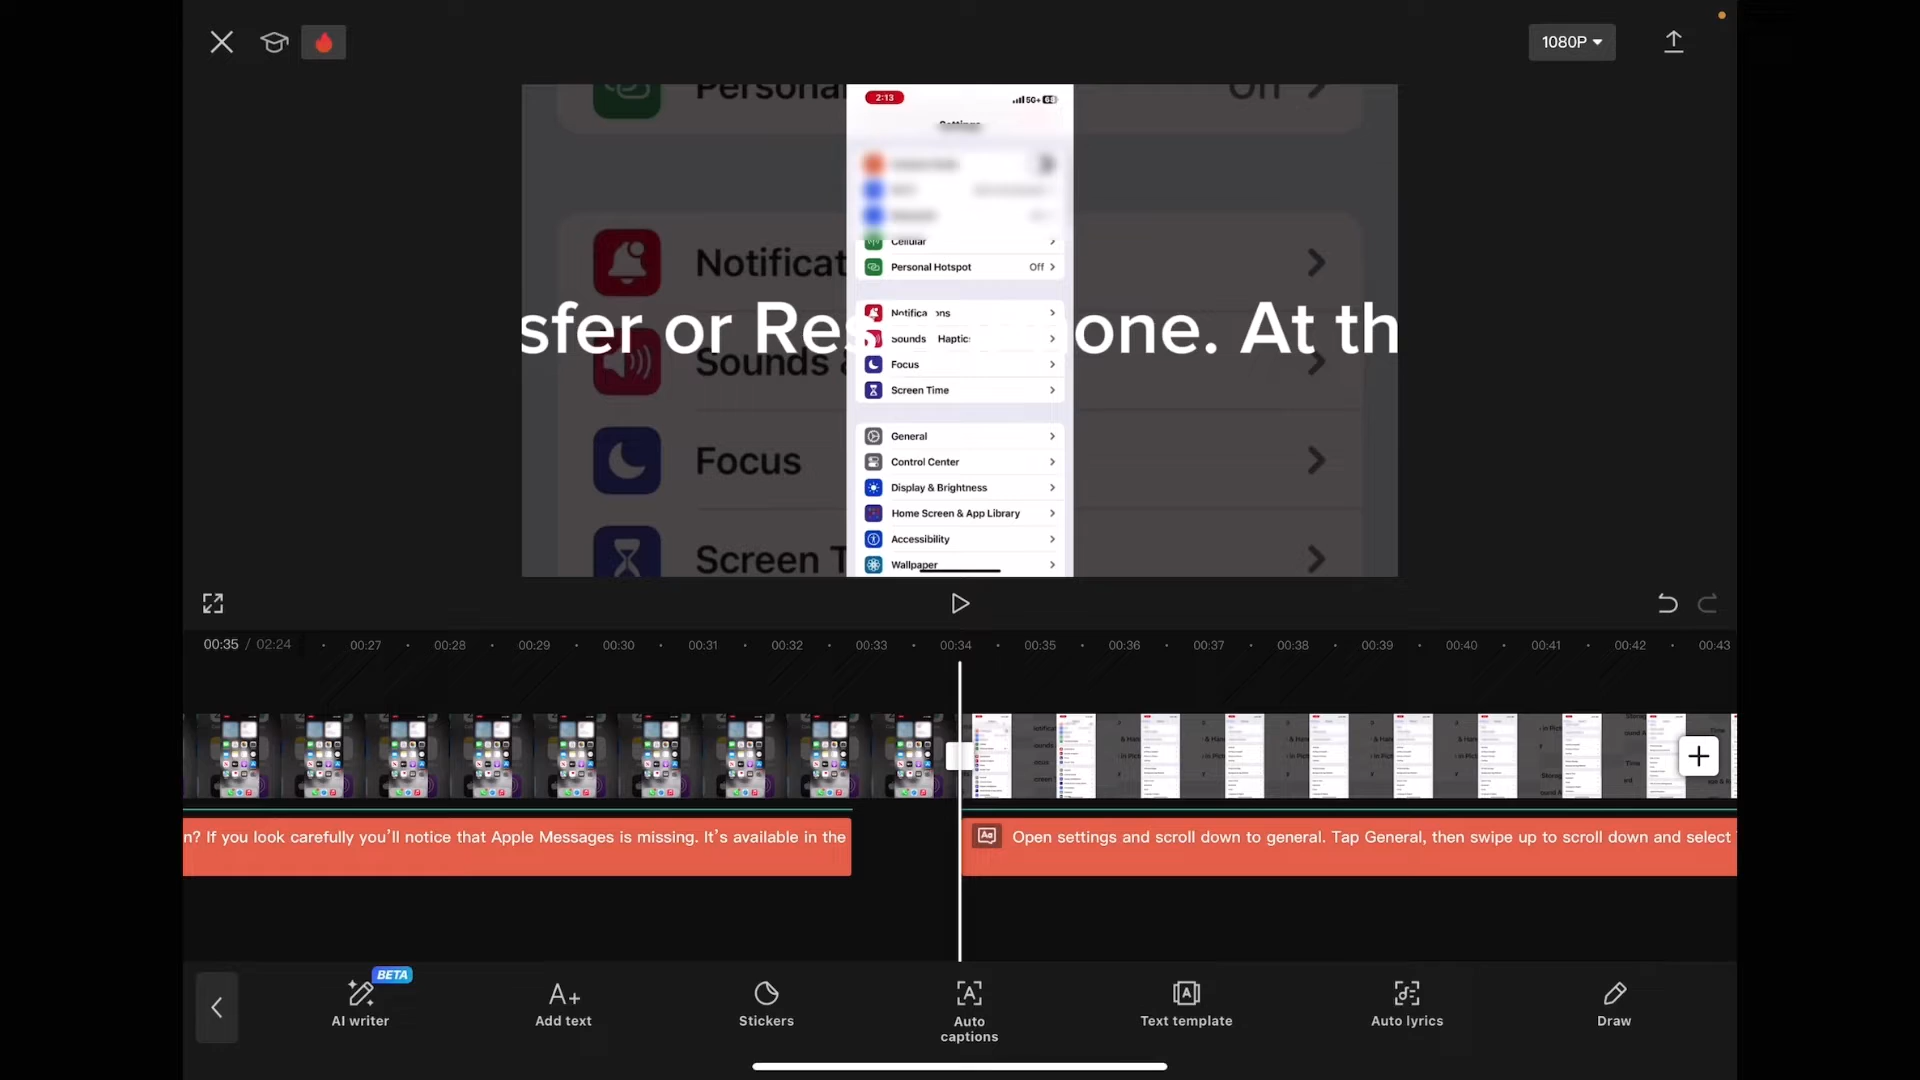 1080P
Personal
Off
2:13
5G+
Settings
Cellular
Personal Hotspot Off
Notificat
Notifica ons
sfer or Res one. At th
Sounds Haptics
Sounds
Focus
Screen Time
Focus
General
Control Center
Display & Brightness
Home Screen & App Library
Accessibility
Screen T
Wallpaper
00:35 / 02:24 00:27 00:28 00:29 00:30 00:31 00:32 00:33 00:34 00:35 00:36 00:37 00:38 00:39 00:40 00:41 00:42 00:43
n? If you look carefully you'll notice that Apple Messages is missing. It's available in the
Open settings and scroll down to general. Tap General, then swipe up to scroll down and select
BETA
AI writer
A+
Add text
Stickers
Auto captions
Text template
Auto lyrics
Draw